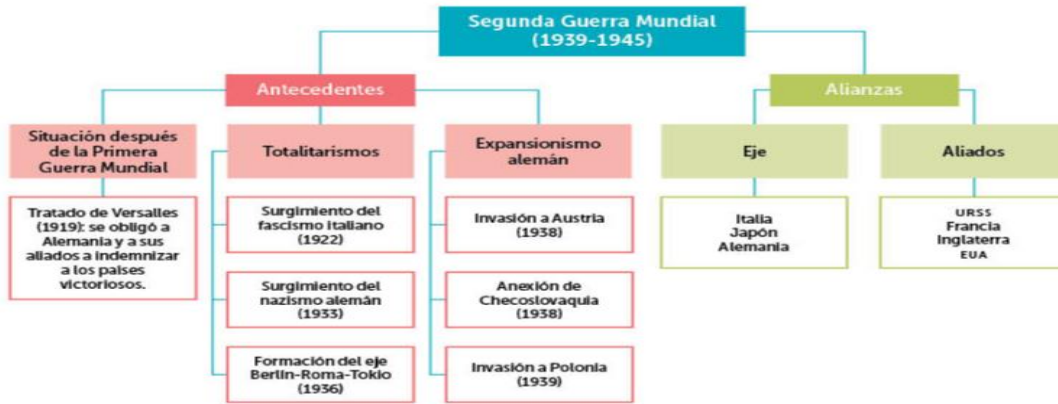 Segunda Guerra Mundial
(1939-1945)
Antecedentes
Alianzas
Situación después
de la Primera
Guerra Mundial
Totalitarismos
Expansionismo
alemán
Eje
Aliados
Tratado de Versalles
(1919): se obligó a
Alemania y a sus
aliados a indemnizar
a los países
victoriosos.
Surgimiento del
fascismo italiano
(1922)
Surgimiento del
nazismo alemán
(1933)
Formación del eje
Berlín-Roma-Tokio
(1936)
Invasión a Austria
(1938)
Anexión de
Checoslovaquia
(1938)
Invasión a Polonia
(1939)
Italia
Japón
Alemania
URSS
Francia
Inglaterra
EUA